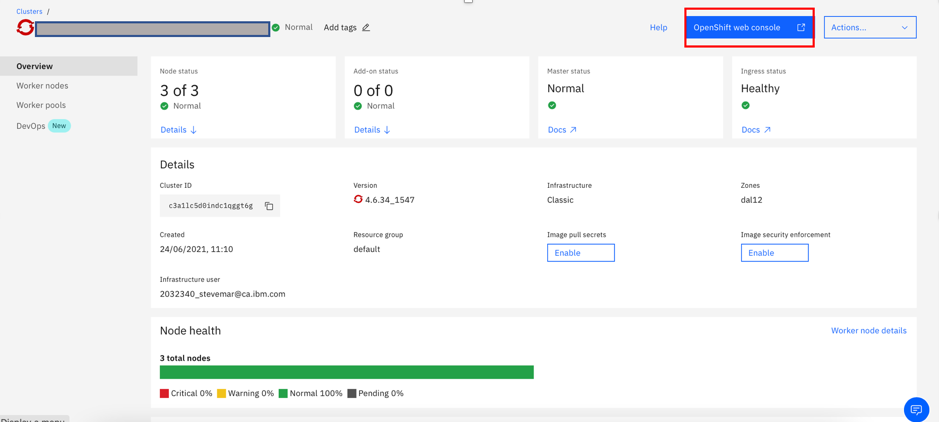 Clusters /
Normal Add tags Help OpenShift web console Actions...
Overview
Worker nodes
Worker pools
DevOps New
Node status
3 of 3
Normal
Details ↓
Add-on status
0 of 0
Normal
Details ↓
Master status
Normal
Docs ↗
Ingress status
Healthy
Docs ↗
Details
Cluster ID
c3a1lc5d0indc1qggt6g
Version
4.6.34_1547
Infrastructure
Classic
Zones
dal12
Created
24/06/2021, 11:10
Resource group
default
Image pull secrets
Enable
Image security enforcement
Enable
Infrastructure user
2032340_stevemar@ca.ibm.com
Node health Worker node details
3 total nodes
Critical 0% Warning 0% Normal 100% Pending 0%
Display a menu